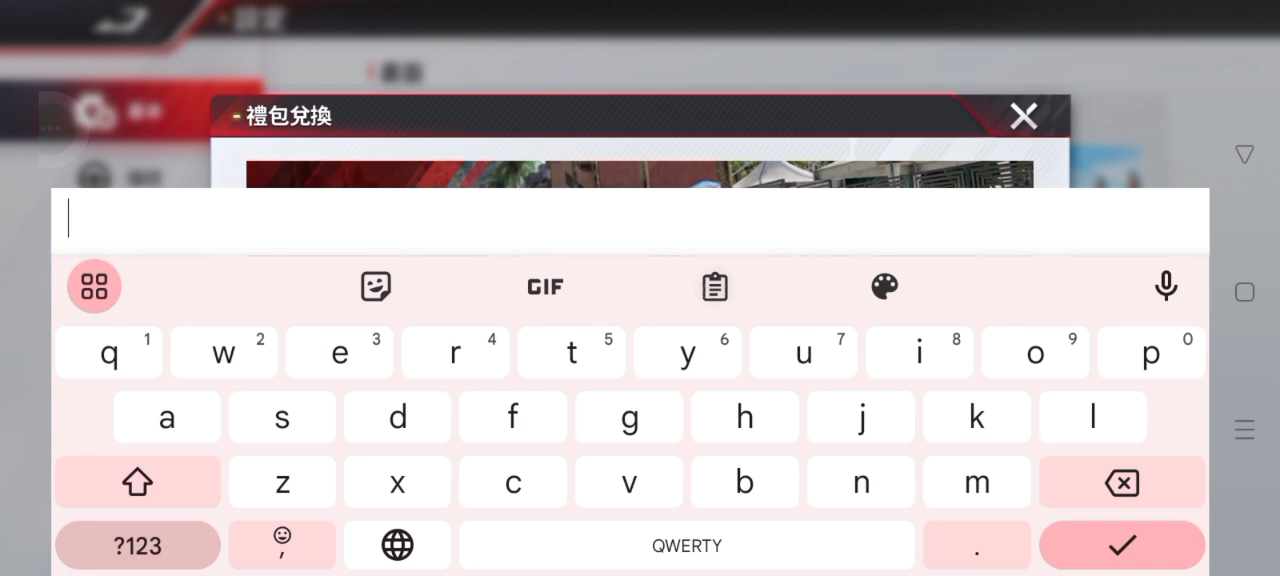 設定
禮包兌換
GIF
q 1 w 2 e 3 r 4 t 5 y 6 u 7 i 8 o 9 p 0
a s d f g h j k l
z x c v b n m
?123 , QWERTY .